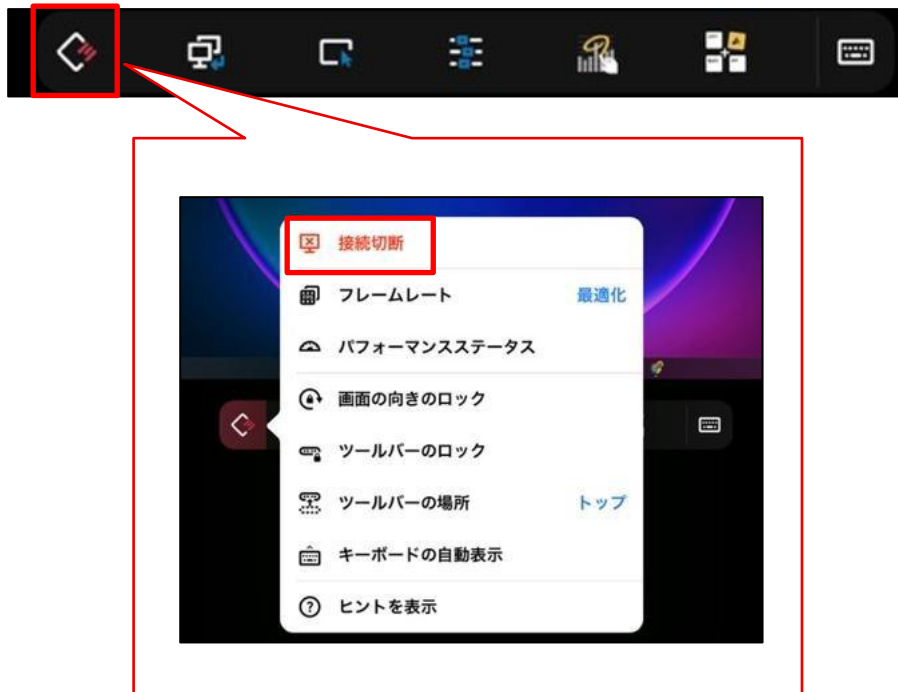 接続切断
フレームレート 最適化
パフォーマンスステータス
画面の向きのロック
ツールバーのロック
ツールバーの場所 トップ
キーボードの自動表示
ヒントを表示